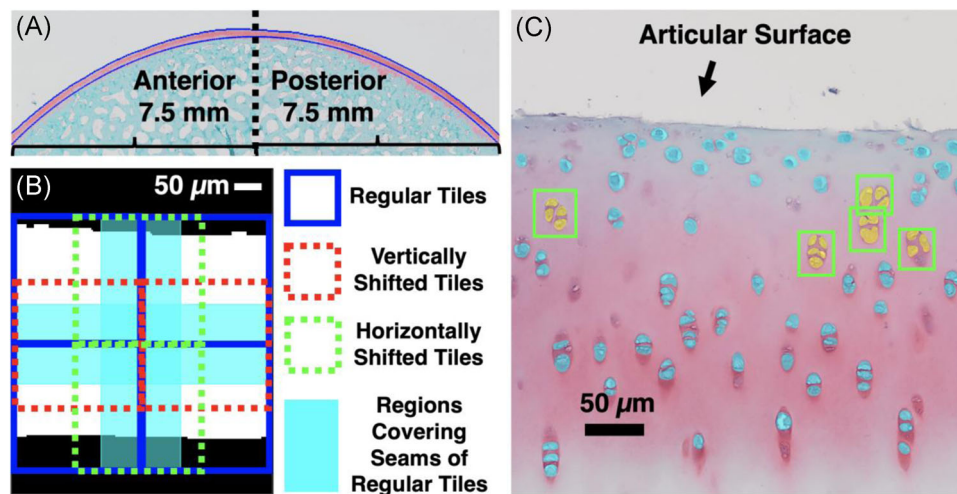 (A)
Anterior
7.5 mm
Posterior
7.5 mm
(B)
50 µm
Regular Tiles
Vertically
Shifted Tiles
Horizontally
Shifted Tiles
Regions
Covering
Seams of
Regular Tiles
(C)
Articular Surface
50 µm